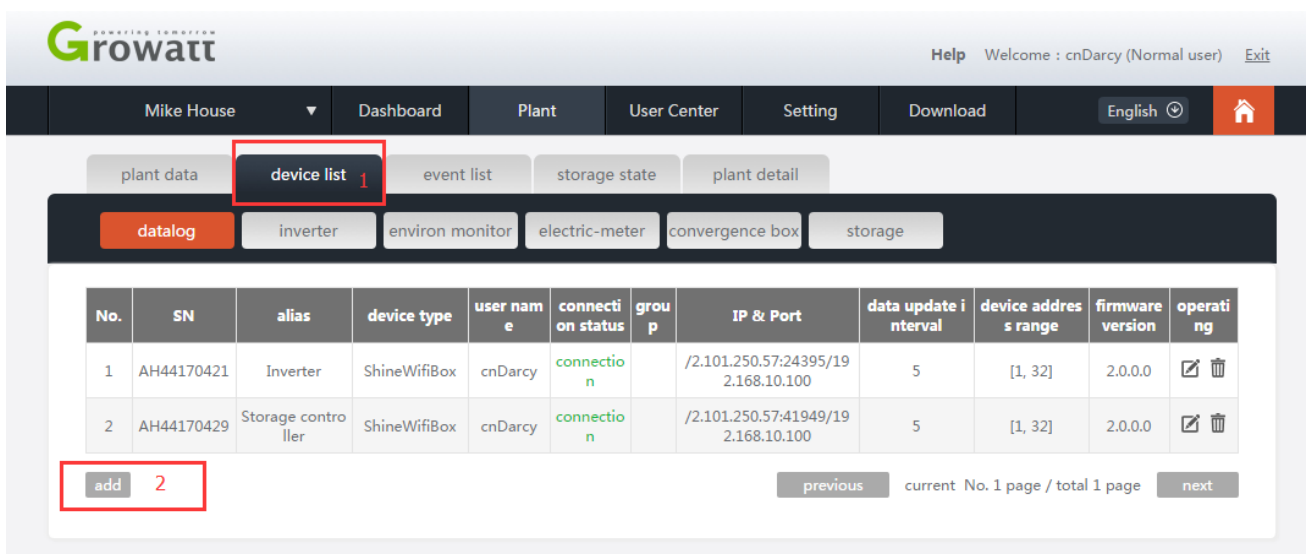 powering tomorrow
Growatt
Help Welcome : cnDarcy (Normal user) Exit
Mike House ▼ Dashboard Plant User Center Setting Download English
plant data device list 1 event list storage state plant detail
datalog inverter environ monitor electric-meter convergence box storage
No. SN alias device type user nam connecti grou IP & Port data update i device addres firmware operati
e on status p nterval s range version ng
1 AH44170421 Inverter ShineWifiBox cnDarcy connectio /2.101.250.57:24395/19 5 [1, 32] 2.0.0.0
n 2.168.10.100
2 AH44170429 Storage contro ShineWifiBox cnDarcy connectio /2.101.250.57:41949/19 5 [1, 32] 2.0.0.0
ller n 2.168.10.100
add 2 previous current No. 1 page / total 1 page next